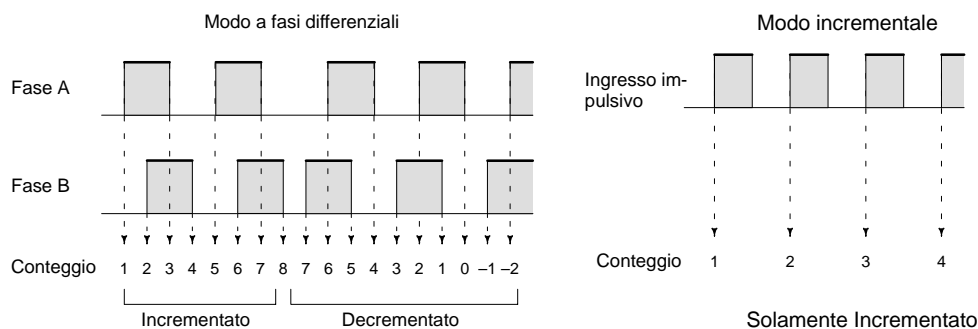 Modo a fasi differenziali
Fase A
Fase B
Conteggio 1 2 3 4 5 6 7 8 7 6 5 4 3 2 1 0 –1 –2
Incrementato Decrementato
Modo incrementale
Ingresso im-
pulsivo
Conteggio 1 2 3 4
Solamente Incrementato